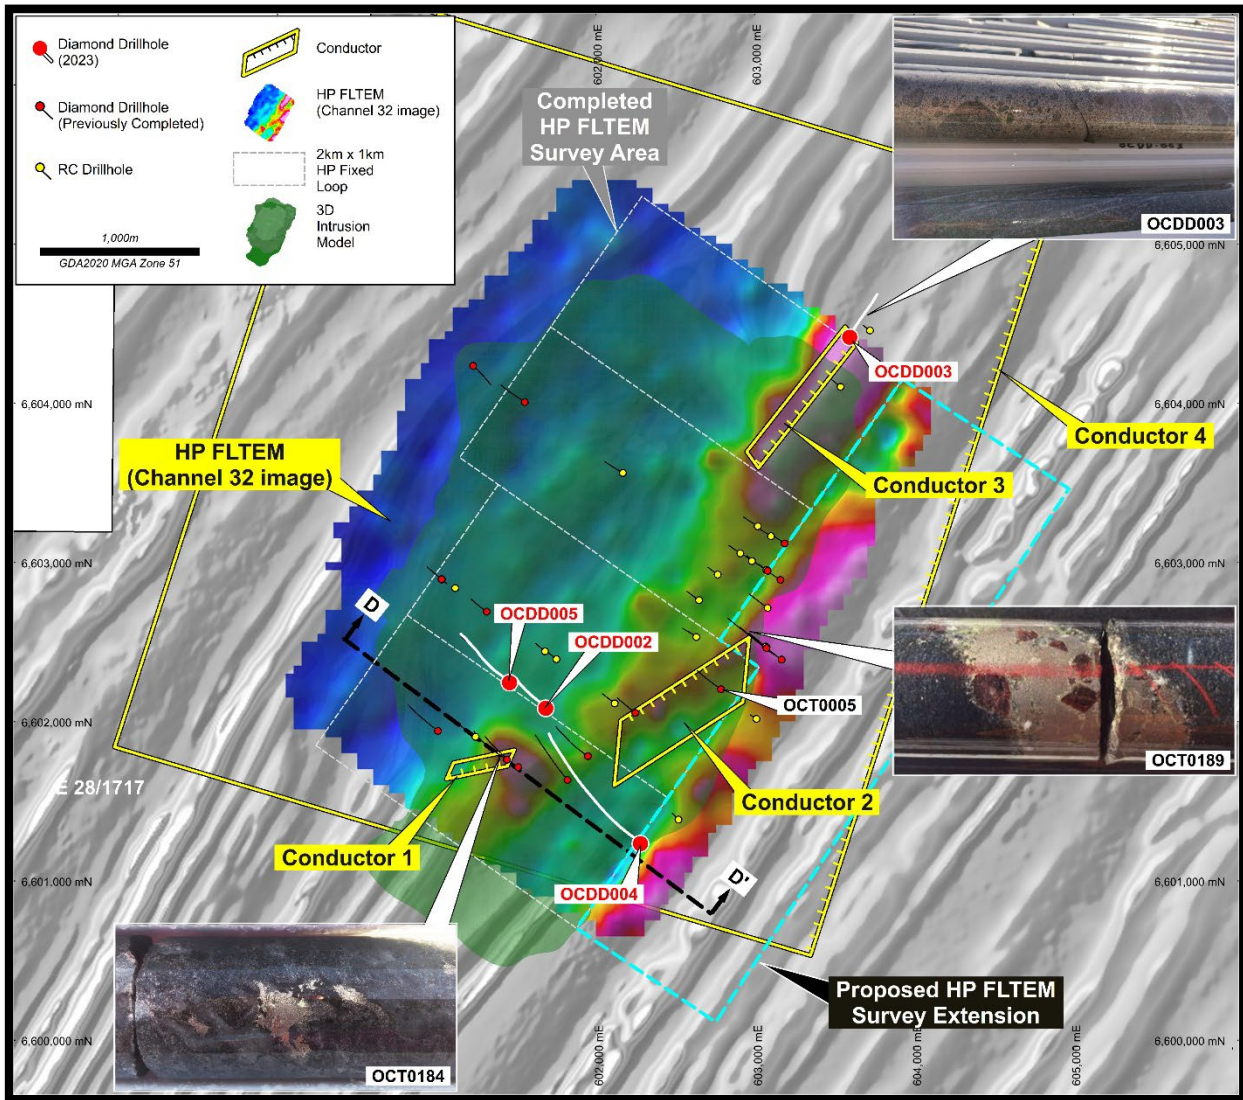 Diamond Drillhole
(2023)
Diamond Drillhole
(Previously Completed)
RC Drillhole
1,000m
GDA2020 MGA Zone 51
Conductor
HP FLTEM
(Channel 32 image)
2km x 1km
HP Fixed
Loop
3D
Intrusion
Model
602,000 mE
603,000 mE
Completed
HP FLTEM
Survey Area
OCDD003
6,605,000 mN
OCDD003
6,604,000 mN
6,604,000 mN
Conductor 4
HP FLTEM
(Channel 32 image)
Conductor 3
6,603,000 mN
6,603,000 mN
D
OCDD005
OCDD002
OCT0005
6,602,000 mN
OCT0189
E 28/1717
Conductor 2
Conductor 1
OCDD004
D'
6,601,000 mN
6,601,000 mN
Proposed HP FLTEM
Survey Extension
6,600,000 mN
6,600,000 mN
OCT0184
602,000 mE
603,000 mE
604,000 mE
605,000 mE